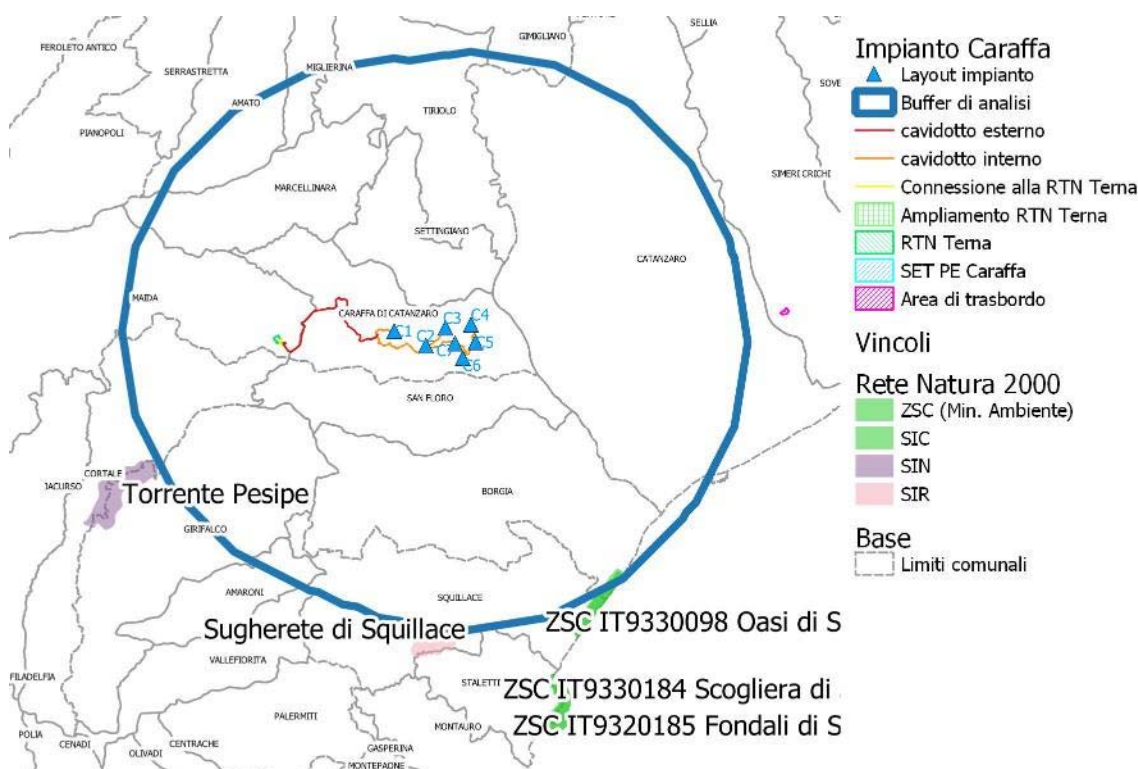 SELLIA
GIMIGLIANO
FEROLETO ANTICO
SERRASTRETTA
MIGLIERINA
SOVE
AMATO
TIRIOLO
PIANOPOLI
SIMERI CRICHI
MARCELLINARA
SETTINGIANO
CATANZARO
MAIDA
CARAFFA DI CATANZARO
C1
C2
C3
C4
C5
C6
SAN FLORO
CORTALE
JACURSO
Torrente Pesipe
BORGIA
GIRIFALCO
AMARONI
SQUILLACE
Sugherete di Squillace
ZSC IT9330098 Oasi di S
VALLEFIORITA
FILADELFIA
STALETTI
ZSC IT9330184 Scogliera di
PALERMITI
MONTAURO
ZSC IT9320185 Fondali di S
POLIA
CENADI
OLIVADI
CENTRACHE
GASPERINA
MONTEPAONE
Impianto Caraffa
Layout impianto
Buffer di analisi
cavidotto esterno
cavidotto interno
Connessione alla RTN Terna
Ampliamento RTN Terna
RTN Terna
SET PE Caraffa
Area di trasbordo
Vincoli
Rete Natura 2000
ZSC (Min. Ambiente)
SIC
SIN
SIR
Base
Limiti comunali